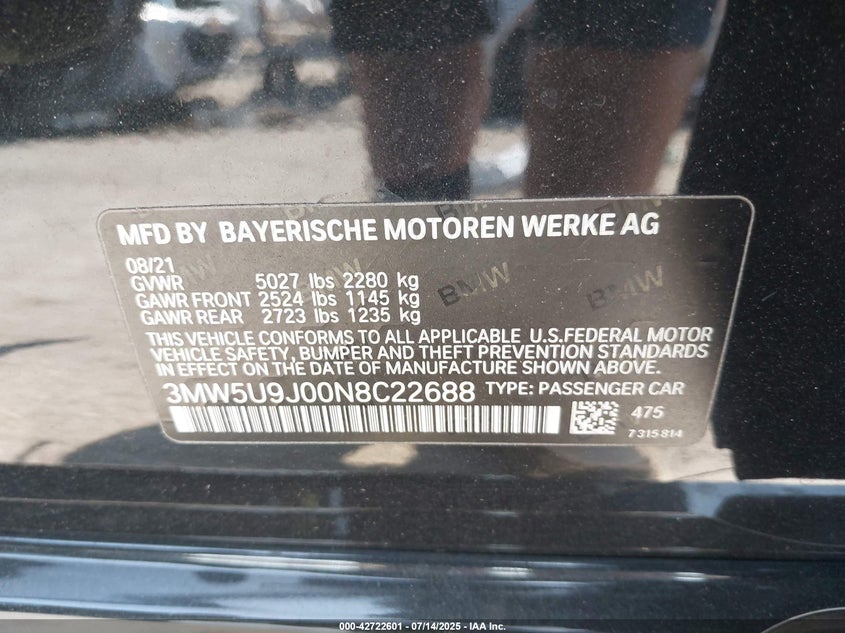 MFD BY BAYERISCHE MOTOREN WERKE AG
08/21
GVWR 5027 lbs 2280 kg
GAWR FRONT 2524 lbs 1145 kg
GAWR REAR 2723 lbs 1235 kg
THIS VEHICLE CONFORMS TO ALL APPLICABLE U.S.FEDERAL MOTOR
VEHICLE SAFETY, BUMPER AND THEFT PREVENTION STANDARDS
IN EFFECT ON THE DATE OF MANUFACTURE SHOWN ABOVE.
3MW5U9J00N8C22688 TYPE: PASSENGER CAR
475
7315814
BMW BMW
000-42722601 - 07/14/2025 - IAA Inc.